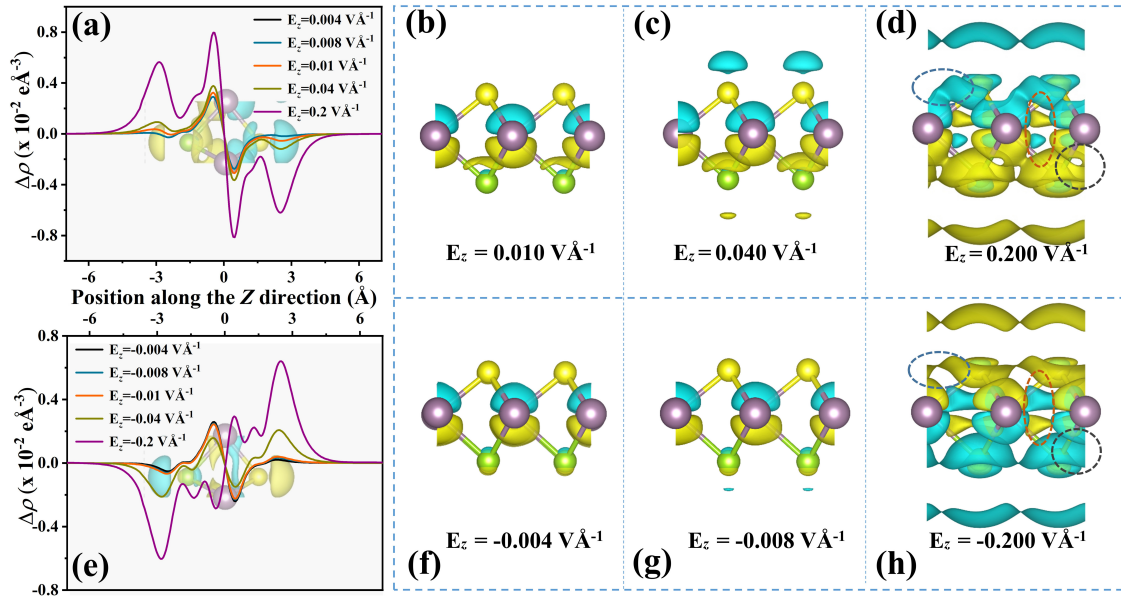 (a)
E_z=0.004 VÅ⁻¹
E_z=0.008 VÅ⁻¹
E_z=0.01 VÅ⁻¹
E_z=0.04 VÅ⁻¹
E_z=0.2 VÅ⁻¹
0.8
0.4
0.0
-0.4
-0.8
Δρ (x 10⁻² eÅ⁻³)
-6
-3
0
3
6
Position along the Z direction (Å)
(b)
E_z = 0.010 VÅ⁻¹
(c)
E_z = 0.040 VÅ⁻¹
(d)
E_z = 0.200 VÅ⁻¹
-6
-3
0
3
6
E_z=-0.004 VÅ⁻¹
E_z=-0.008 VÅ⁻¹
E_z=-0.01 VÅ⁻¹
E_z=-0.04 VÅ⁻¹
E_z=-0.2 VÅ⁻¹
0.8
0.4
0.0
-0.4
-0.8
Δρ (x 10⁻² eÅ⁻³)
(e)
E_z = -0.004 VÅ⁻¹
(f)
E_z = -0.008 VÅ⁻¹
(g)
E_z = -0.200 VÅ⁻¹
(h)